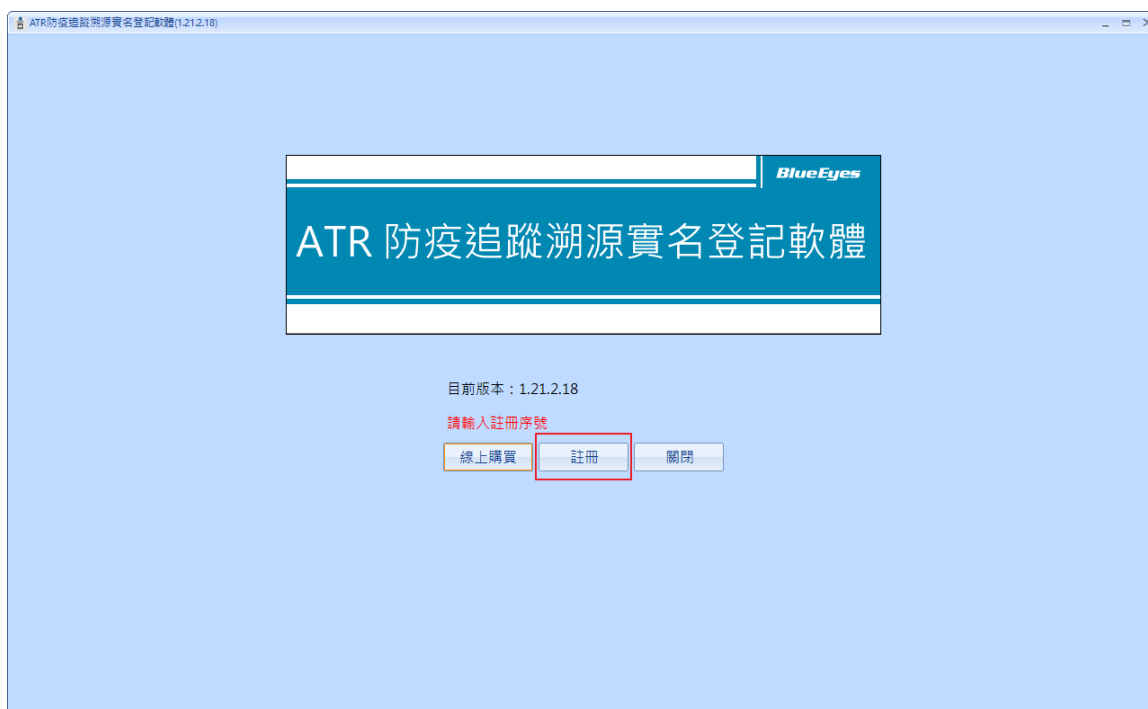 ATR防疫追蹤溯源實名登記軟體(1.21.2.18)
BlueEyes
ATR 防疫追蹤溯源實名登記軟體
目前版本：1.21.2.18
請輸入註冊序號
線上購買 註冊 關閉